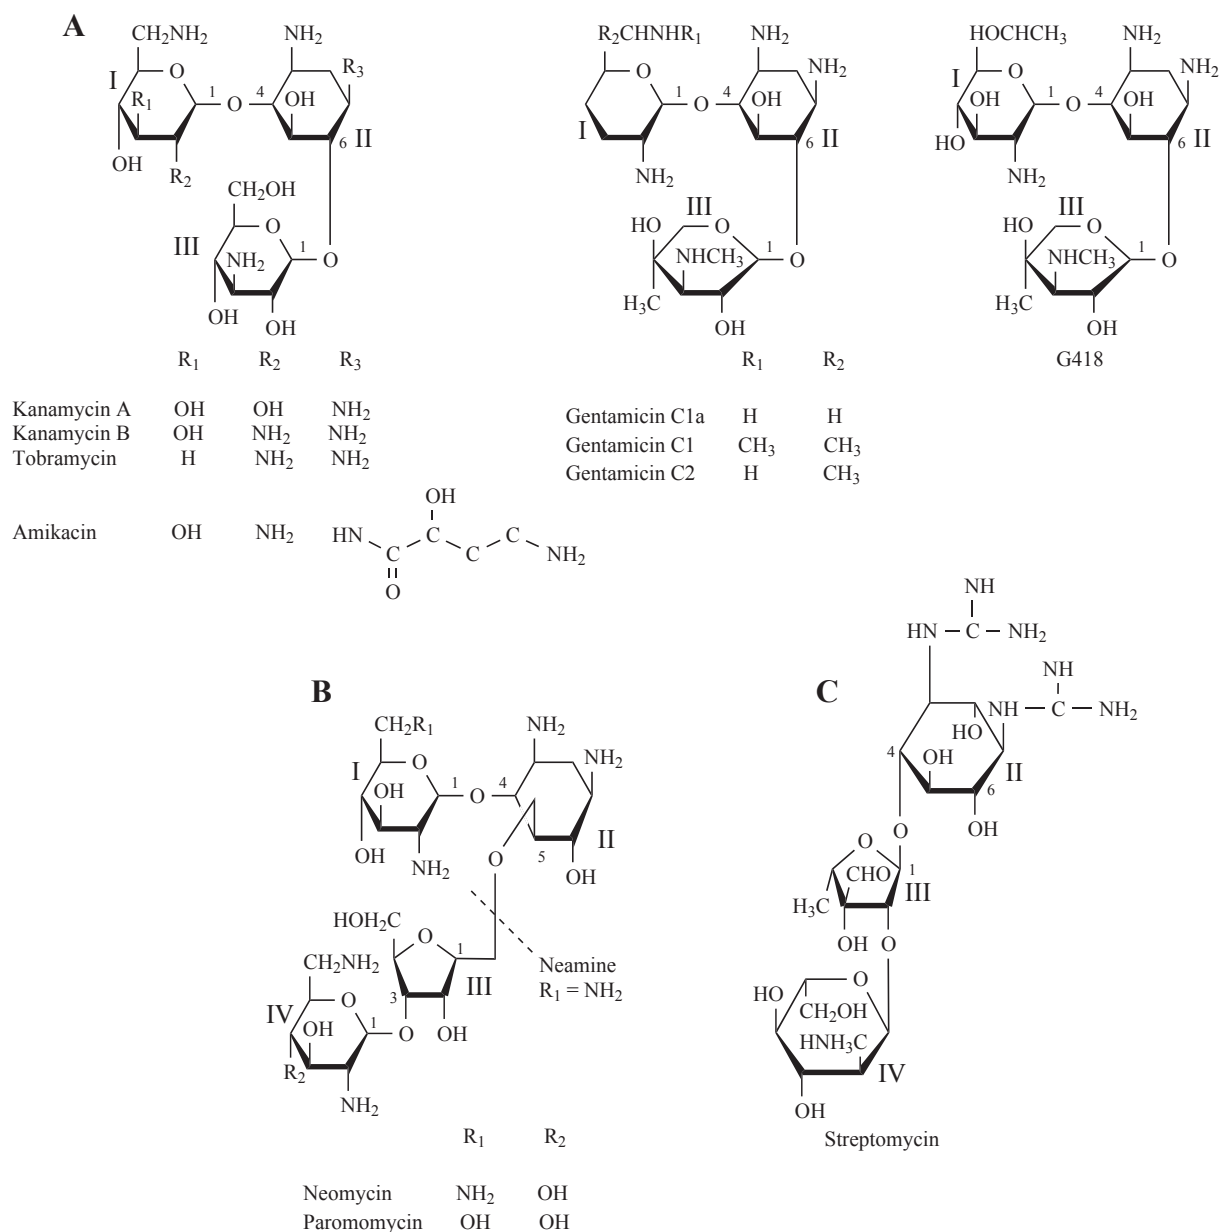 A
CH2NH2
NH2
I
O
R3
R1
1
4
OH
O
6
II
OH
R2
CH2OH
III
O
NH2
1
O
OH
OH
R2CHNHR1
NH2
NH2
O
1
4
OH
O
I
6
II
NH2
III
HO
O
NHCH3
1
O
H3C
OH
HOCHCH3
NH2
NH2
I
O
OH
1
4
OH
O
HO
6
II
NH2
III
HO
O
NHCH3
1
O
H3C
OH
R1 R2 R3
R1 R2
G418
Kanamycin A OH OH NH2
Kanamycin B OH NH2 NH2
Tobramycin H NH2 NH2
Gentamicin C1a H H
Gentamicin C1 CH3 CH3
Gentamicin C2 H CH3
Amikacin OH NH2
OH
HN C C
C C NH2
O
B
CH2R1
NH2
NH2
I
O
OH
1
4
O
II
OH
5
NH2
O
OH
HOH2C
O
1
III
CH2NH2
3
Neamine
R1 = NH2
IV
O
OH
1
O
OH
R2
NH2
R1 R2
Neomycin NH2 OH
Paromomycin OH OH
C
NH
HN C NH2
NH
NH C NH2
HO
4
OH
II
6
OH
O
O
CHO
1
III
H3C
OH
O
HO
O
CH2OH
HNH3C
IV
OH
Streptomycin